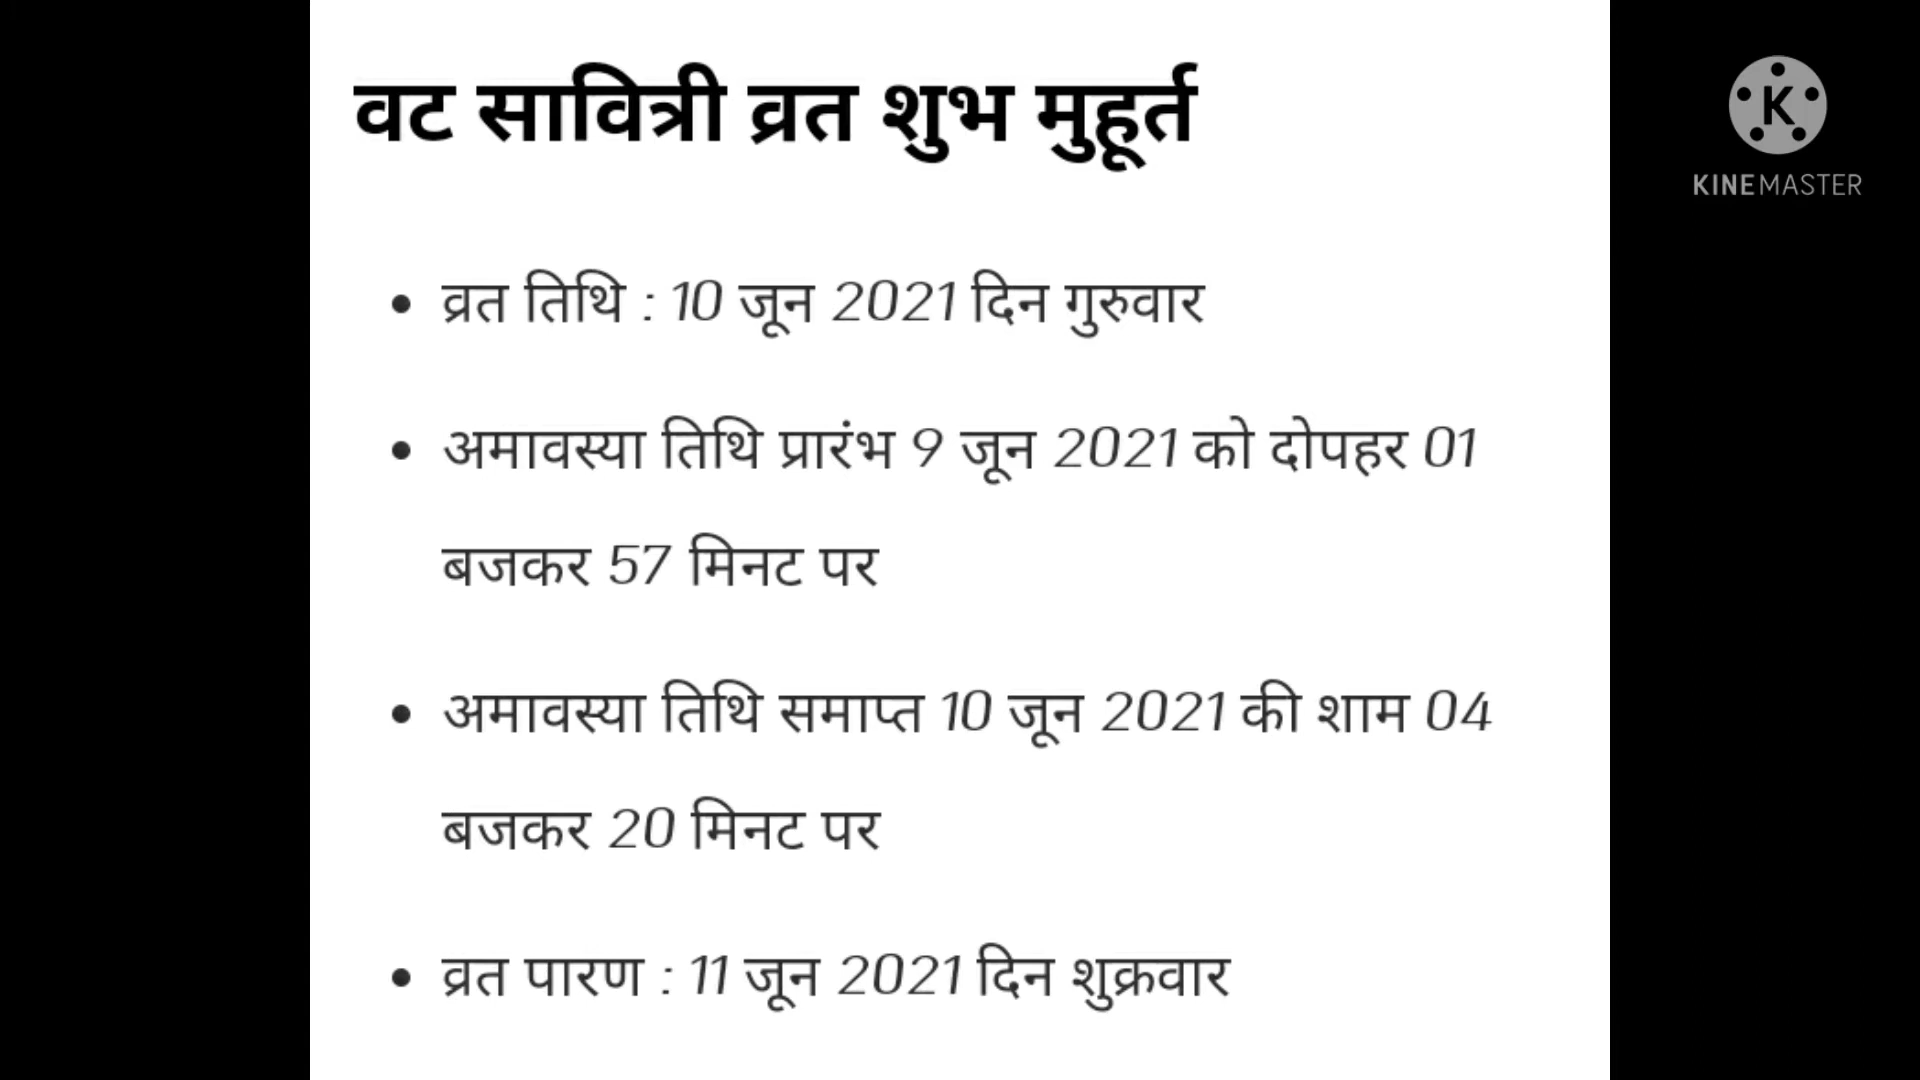 वट सावित्री व्रत शुभ मुहूर्त
K
KINEMASTER
व्रत तिथि : 10 जून 2021 दिन गुरुवार
अमावस्या तिथि प्रारंभ 9 जून 2021 को दोपहर 01
बजकर 57 मिनट पर
अमावस्या तिथि समाप्त 10 जून 2021 की शाम 04
बजकर 20 मिनट पर
व्रत पारण : 11 जून 2021 दिन शुक्रवार